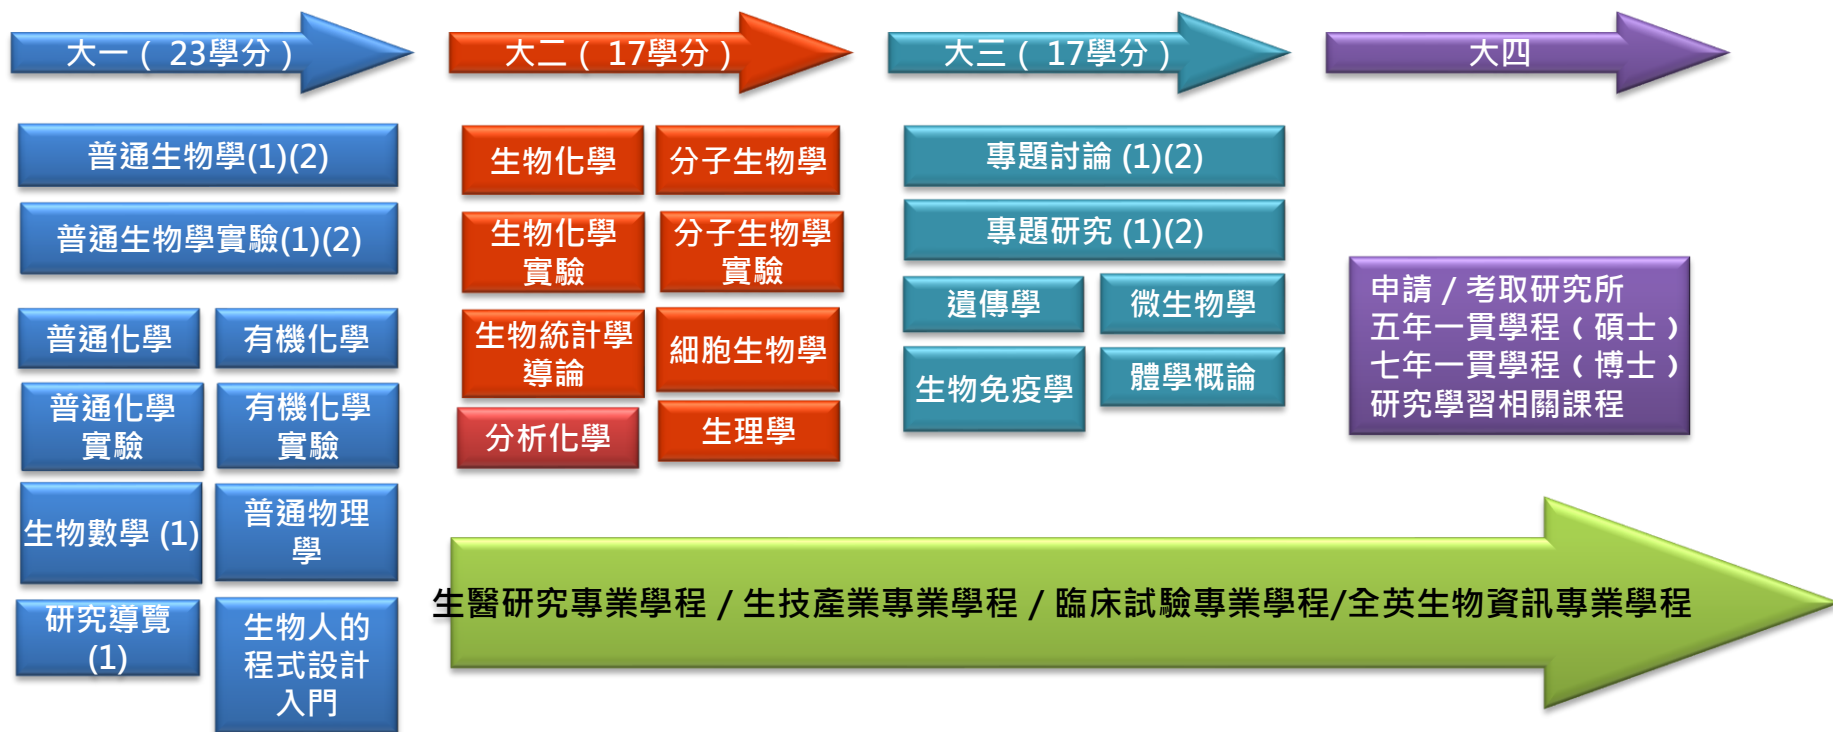 大一（ 23學分 ）
大二（ 17學分 ）
大三（ 17學分 ）
大四
普通生物學(1)(2)
普通生物學實驗(1)(2)
普通化學
有機化學
普通化學
實驗
有機化學
實驗
生物數學 (1)
普通物理
學
研究導覽
(1)
生物人的
程式設計
入門
生物化學
分子生物學
生物化學
實驗
分子生物學
實驗
生物統計學
導論
細胞生物學
分析化學
生理學
專題討論 (1)(2)
專題研究 (1)(2)
遺傳學
微生物學
生物免疫學
體學概論
申請 / 考取研究所
五年一貫學程（碩士）
七年一貫學程（博士）
研究學習相關課程
生醫研究專業學程 / 生技產業專業學程 / 臨床試驗專業學程/全英生物資訊專業學程